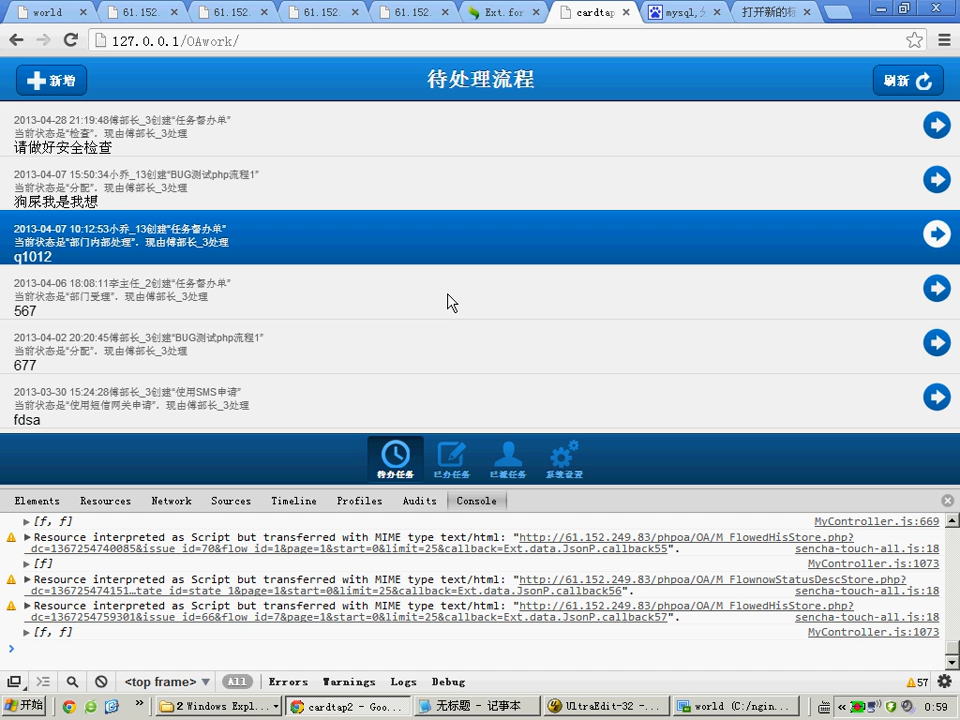 world
61.152.
61.152.
61.152.
61.152.
Ext.for
cardtap
mysql,
打开新的标
127.0.0.1/OAwork/
新增
待处理流程
刷新
2013-04-28 21:19:48傅部长_3创建“任务督办单”
当前状态是“检查”．现由傅部长_3处理
请做好安全检查
2013-04-07 15:50:34小乔_13创建“BUG测试php流程1”
当前状态是“分配”．现由傅部长_3处理
狗屎我是我想
2013-04-07 10:12:53小乔_13创建“任务督办单”
当前状态是“部门内部处理”．现由傅部长_3处理
q1012
2013-04-06 18:08:11李主任_2创建“任务督办单”
当前状态是“部门受理”．现由傅部长_3处理
567
2013-04-02 20:20:45傅部长_3创建“BUG测试php流程1”
当前状态是“分配”．现由傅部长_3处理
677
2013-03-30 15:24:28傅部长_3创建“使用SMS申请”
当前状态是“使用短信网关申请”．现由傅部长_3处理
fdsa
待办任务
已办任务
已派任务
系统设置
Elements Resources Network Sources Timeline Profiles Audits Console
[f, f] MyController.js:669
Resource interpreted as Script but transferred with MIME type text/html: "http://61.152.249.83/phpoa/OA/M_FlowedHisStore.php?
_dc=1367254740085&issue_id=70&flow_id=1&page=1&start=0&limit=25&callback=Ext.data.JsonP.callback55". sencha-touch-all.js:18
[f] MyController.js:1073
Resource interpreted as Script but transferred with MIME type text/html: "http://61.152.249.83/phpoa/OA/M_FlownowStatusDescStore.php?
_dc=136725474151…tate_id=state_1&page=1&start=0&limit=25&callback=Ext.data.JsonP.callback56". sencha-touch-all.js:18
Resource interpreted as Script but transferred with MIME type text/html: "http://61.152.249.83/phpoa/OA/M_FlowedHisStore.php?
_dc=1367254759301&issue_id=66&flow_id=7&page=1&start=0&limit=25&callback=Ext.data.JsonP.callback57". sencha-touch-all.js:18
[f, f] MyController.js:1073
<top frame> All Errors Warnings Logs Debug 57
开始
2 Windows Expl...
cardtap2 - Goo...
无标题 - 记事本
UltraEdit-32 - ...
world (C:/ngin...
0:59